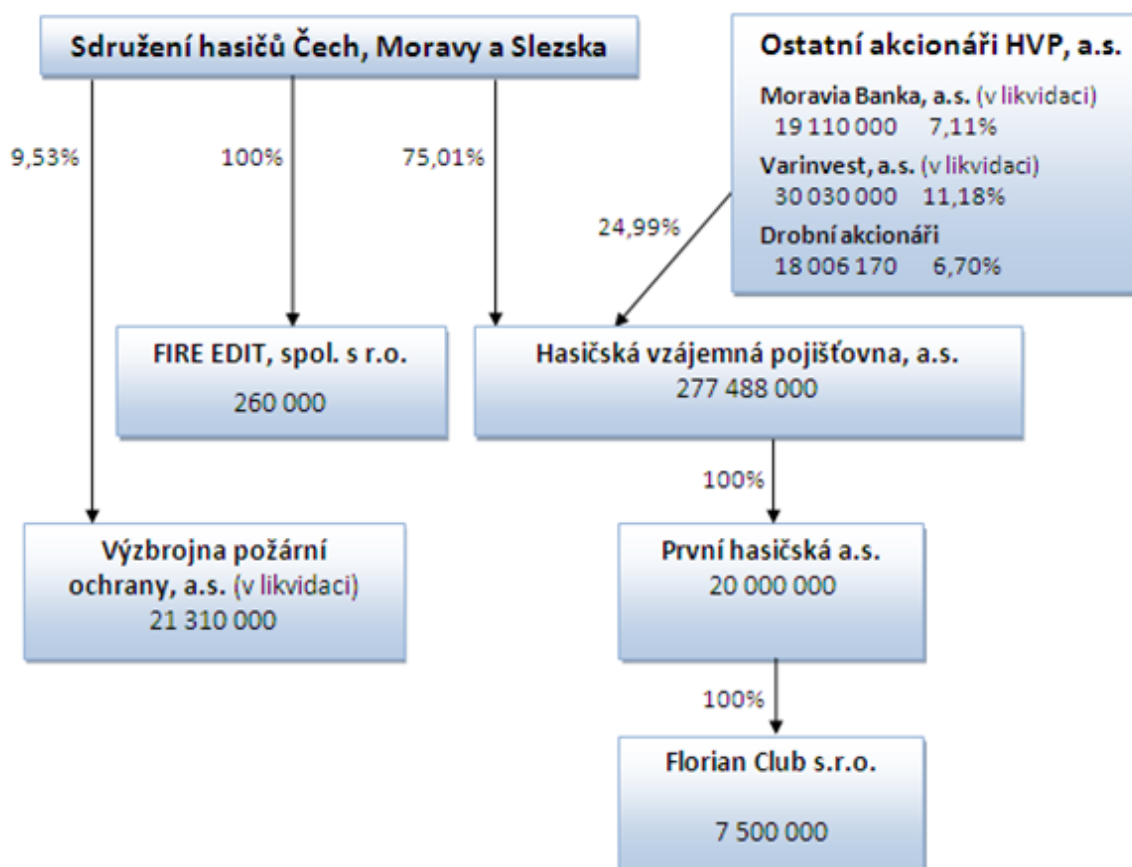 Sdružení hasičů Čech, Moravy a Slezska
Ostatní akcionáři HVP, a.s.
Moravia Banka, a.s. (v likvidaci)
19 110 000 7,11%
Varinvest, a.s. (v likvidaci)
30 030 000 11,18%
Drobní akcionáři
18 006 170 6,70%
9,53%
100%
75,01%
24,99%
FIRE EDIT, spol. s r.o.
260 000
Hasičská vzájemná pojišťovna, a.s.
277 488 000
100%
Výzbrojna požární
ochrany, a.s. (v likvidaci)
21 310 000
První hasičská a.s.
20 000 000
100%
Florian Club s.r.o.
7 500 000